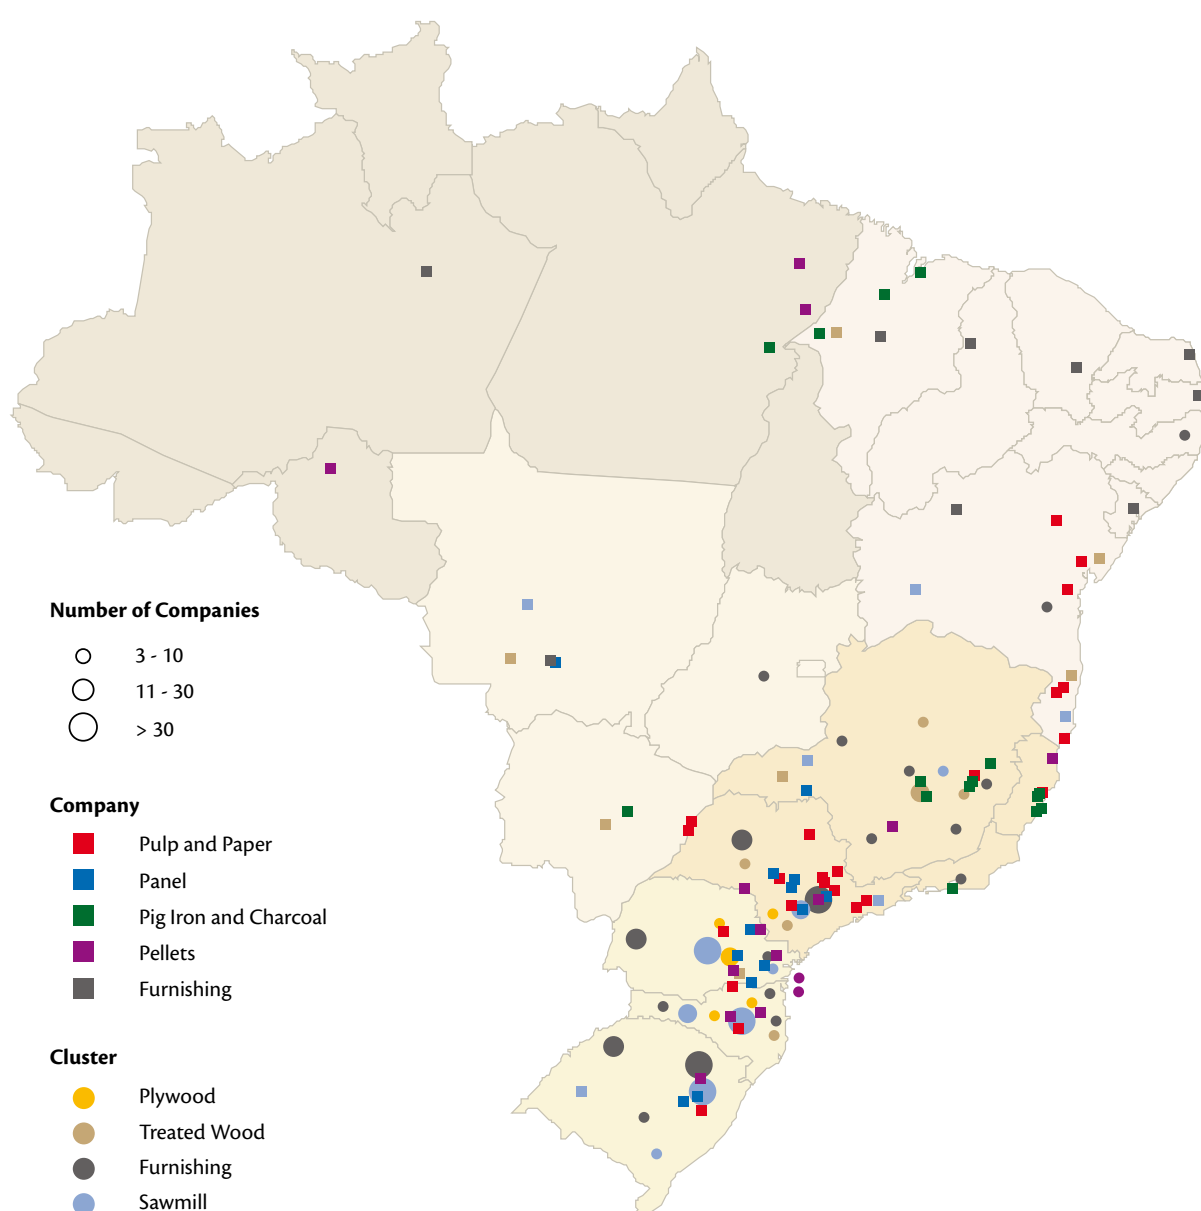 Number of Companies
3 - 10
11 - 30
> 30
Company
Pulp and Paper
Panel
Pig Iron and Charcoal
Pellets
Furnishing
Cluster
Plywood
Treated Wood
Furnishing
Sawmill